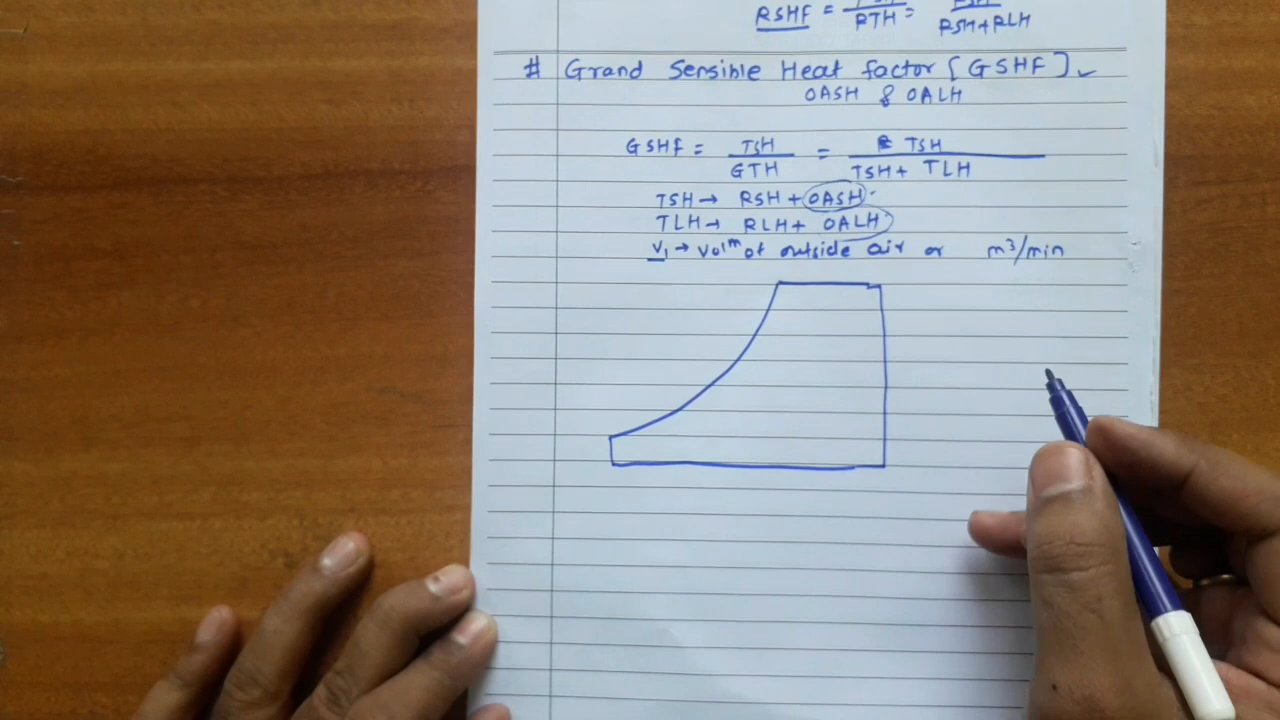 RSHF = RTH = RSH+RLH
# Grand Sensible Heat factor [GSHF]
OASH & OALH
GSHF = TSH/GTH = TSH/TSH+ TLH
TSH→ RSH + OASH
TLH→ RLH+ OALH
V1 → Volm of outside air or m³/min